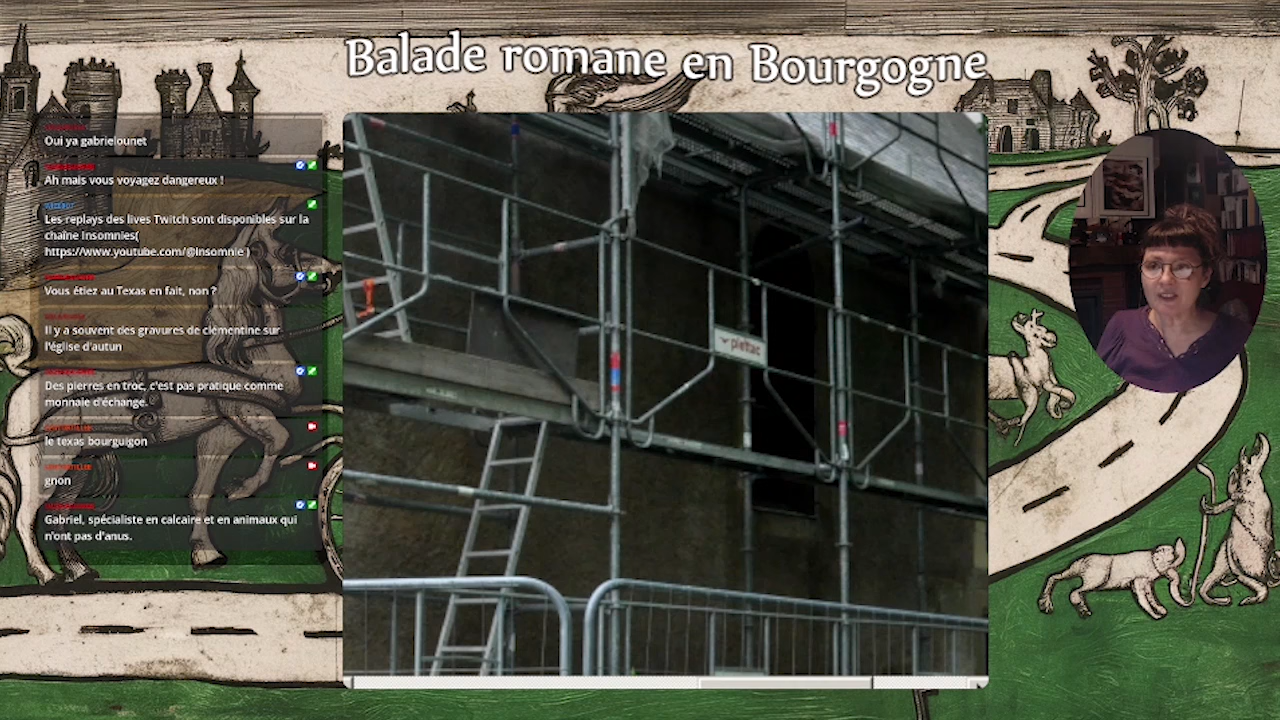 Balade romane en Bourgogne
Oui ya gabrielounet
Ah mais vous voyagez dangereux !
Les replays des lives Twitch sont disponibles sur la
chaîne Insomnies(
https://www.youtube.com/@Insomnie )
Vous étiez au Texas en fait, non ?
Il y a souvent des gravures de clémentine sur
l'église d'autun
Des pierres en troc, c'est pas pratique comme
monnaie d'échange.
le texas bourguigon
gnon
Gabriel, spécialiste en calcaire et en animaux qui
n'ont pas d'anus.
plettac